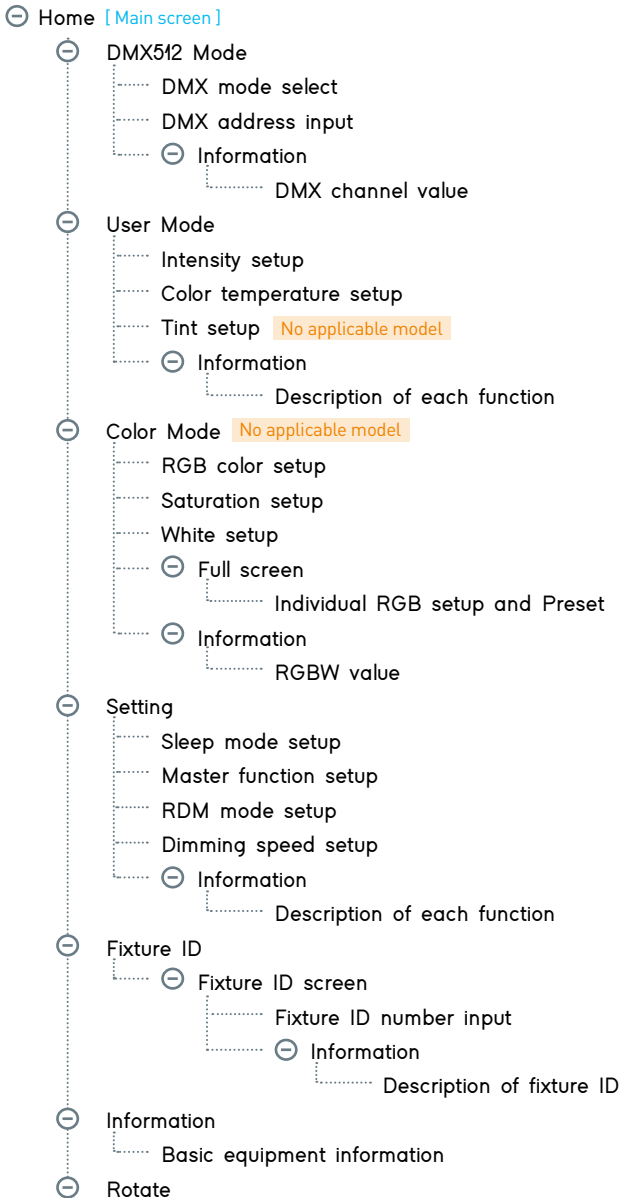 Home [ Main screen ]
DMX512 Mode
DMX mode select
DMX address input
Information
DMX channel value
User Mode
Intensity setup
Color temperature setup
Tint setup No applicable model
Information
Description of each function
Color Mode No applicable model
RGB color setup
Saturation setup
White setup
Full screen
Individual RGB setup and Preset
Information
RGBW value
Setting
Sleep mode setup
Master function setup
RDM mode setup
Dimming speed setup
Information
Description of each function
Fixture ID
Fixture ID screen
Fixture ID number input
Information
Description of fixture ID
Information
Basic equipment information
Rotate